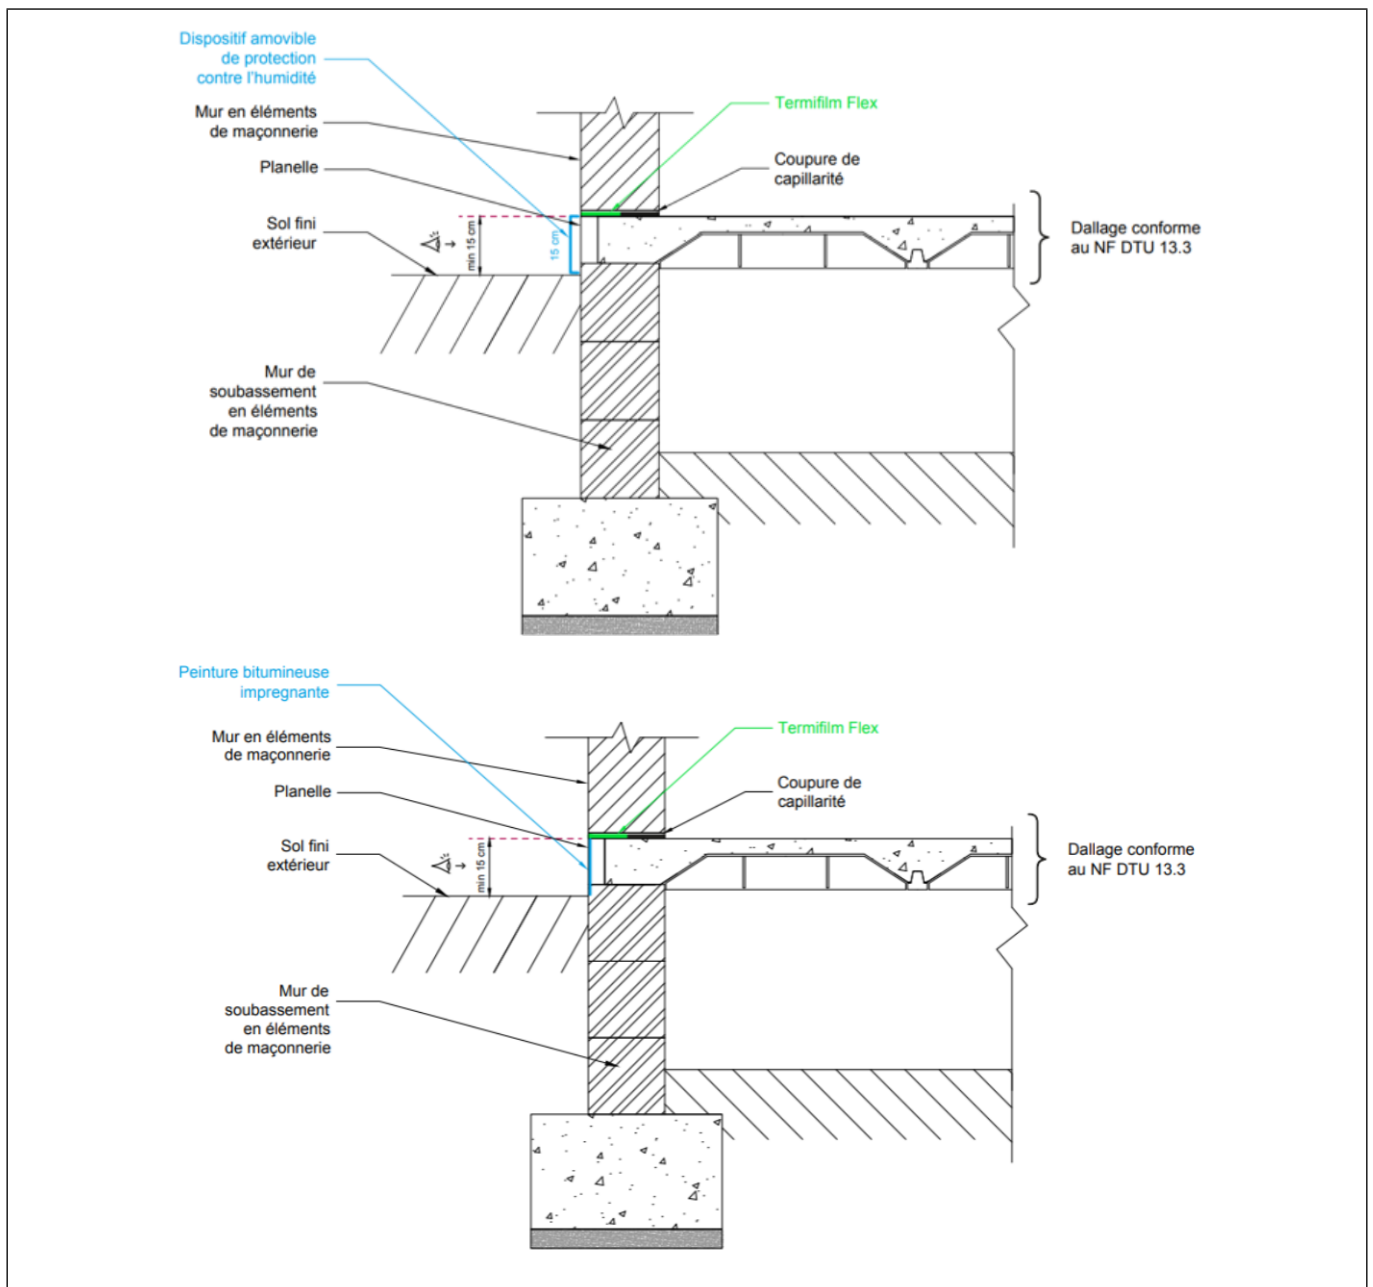 Dispositif amovible
de protection
contre l'humidité
Mur en éléments
de maçonnerie
Planelle
Sol fini
extérieur
Mur de
soubassement
en éléments
de maçonnerie
min 15 cm
15 cm
Termifilm Flex
Coupure de
capillarité
Dallage conforme
au NF DTU 13.3
Peinture bitumineuse
impregnante
Mur en éléments
de maçonnerie
Planelle
Sol fini
extérieur
Mur de
soubassement
en éléments
de maçonnerie
min 15 cm
Termifilm Flex
Coupure de
capillarité
Dallage conforme
au NF DTU 13.3